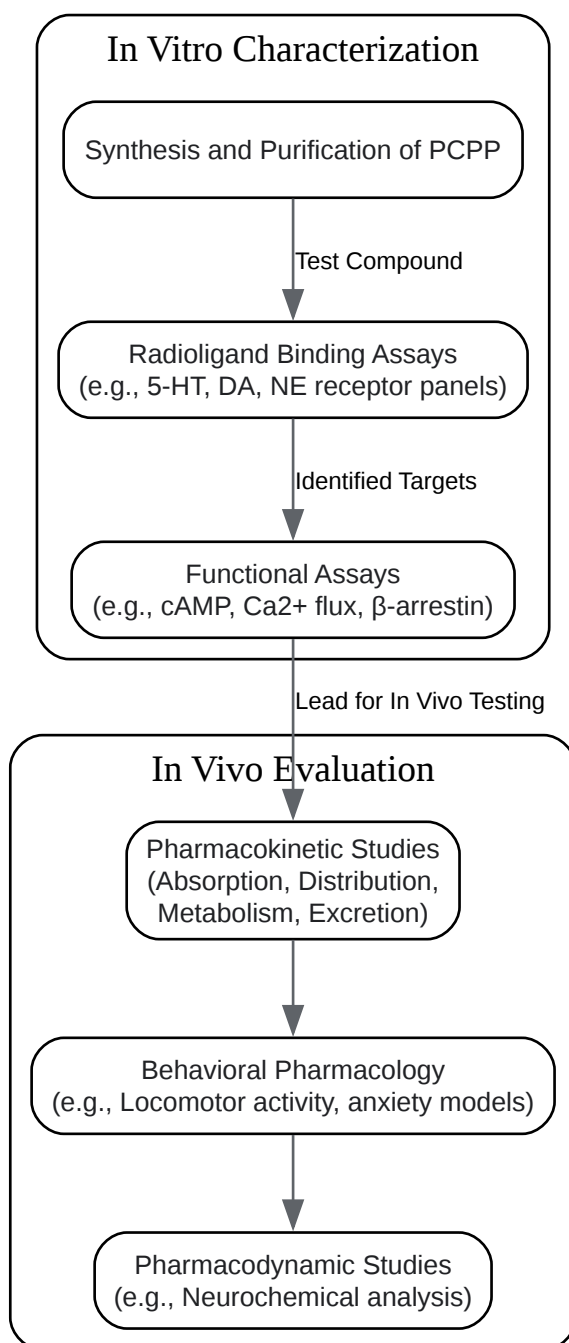 In Vitro Characterization
Synthesis and Purification of PCPP
Test Compound
Radioligand Binding Assays
(e.g., 5-HT, DA, NE receptor panels)
Identified Targets
Functional Assays
(e.g., cAMP, Ca2+ flux, β-arrestin)
Lead for In Vivo Testing
In Vivo Evaluation
Pharmacokinetic Studies
(Absorption, Distribution,
Metabolism, Excretion)
Behavioral Pharmacology
(e.g., Locomotor activity, anxiety models)
Pharmacodynamic Studies
(e.g., Neurochemical analysis)